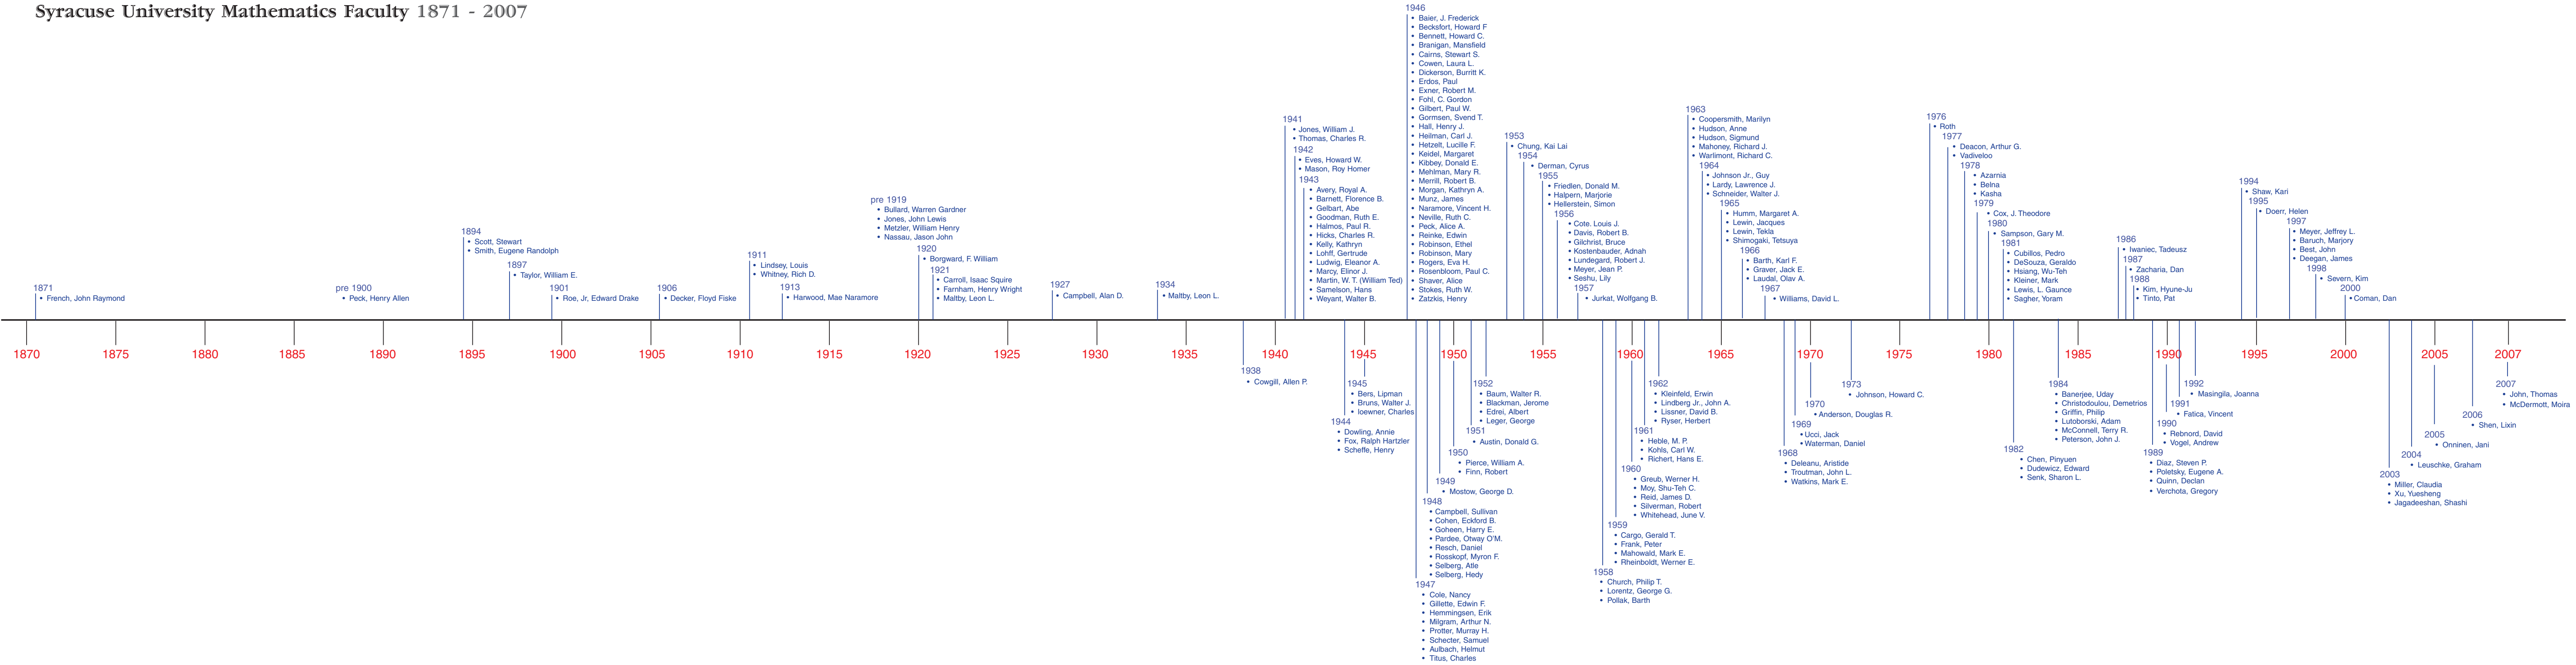 Syracuse University Mathematics Faculty 1871 - 2007
1871
• French, John Raymond
pre 1900
• Peck, Henry Allen
1894
• Scott, Stewart
• Smith, Eugene Randolph
1897
• Taylor, William E.
1901
• Roe, Jr, Edward Drake
1906
• Decker, Floyd Fiske
1911
• Lindsey, Louis
• Whitney, Rich D.
1913
• Harwood, Mae Naramore
pre 1919
• Bullard, Warren Gardner
• Jones, John Lewis
• Metzler, William Henry
• Nassau, Jason John
1920
• Borgward, F. William
1921
• Carroll, Isaac Squire
• Farnham, Henry Wright
• Maltby, Leon L.
1927
• Campbell, Alan D.
1934
• Maltby, Leon L.
1941
• Jones, William J.
• Thomas, Charles R.
1942
• Eves, Howard W.
• Mason, Roy Homer
1943
• Avery, Royal A.
• Barnett, Florence B.
• Gelbart, Abe
• Goodman, Ruth E.
• Halmos, Paul R.
• Hicks, Charles R.
• Kelly, Kathryn
• Lohff, Gertrude
• Ludwig, Eleanor A.
• Marcy, Elinor J.
• Martin, W. T. (William Ted)
• Samelson, Hans
• Weyant, Walter B.
1946
• Baier, J. Frederick
• Becksfort, Howard F
• Bennett, Howard C.
• Branigan, Mansfield
• Cairns, Stewart S.
• Cowen, Laura L.
• Dickerson, Burritt K.
• Erdos, Paul
• Exner, Robert M.
• Fohl, C. Gordon
• Gilbert, Paul W.
• Gormsen, Svend T.
• Hall, Henry J.
• Heilman, Carl J.
• Hetzelt, Lucille F.
• Keidel, Margaret
• Kibbey, Donald E.
• Mehlman, Mary R.
• Merrill, Robert B.
• Morgan, Kathryn A.
• Munz, James
• Naramore, Vincent H.
• Neville, Ruth C.
• Peck, Alice A.
• Reinke, Edwin
• Robinson, Ethel
• Robinson, Mary
• Rogers, Eva H.
• Rosenbloom, Paul C.
• Shaver, Alice
• Stokes, Ruth W.
• Zatzkis, Henry
1953
• Chung, Kai Lai
1954
• Derman, Cyrus
1955
• Friedlen, Donald M.
• Halpern, Marjorie
• Hellerstein, Simon
1956
• Cote. Louis J.
• Davis, Robert B.
• Gilchrist, Bruce
• Kostenbauder, Adnah
• Lundegard, Robert J.
• Meyer, Jean P.
• Seshu, Lily
1957
• Jurkat, Wolfgang B.
1963
• Coopersmith, Marilyn
• Hudson, Anne
• Hudson, Sigmund
• Mahoney, Richard J.
• Warlimont, Richard C.
1964
• Johnson Jr., Guy
• Lardy, Lawrence J.
• Schneider, Walter J.
1965
• Humm, Margaret A.
• Lewin, Jacques
• Lewin, Tekla
• Shimogaki, Tetsuya
1966
• Barth, Karl F.
• Graver, Jack E.
• Laudal, Olav A.
1967
• Williams, David L.
1976
• Roth
1977
• Deacon, Arthur G.
• Vadiveloo
1978
• Azarnia
• Belna
• Kasha
1979
• Cox, J. Theodore
1980
• Sampson, Gary M.
1981
• Cubillos, Pedro
• DeSouza, Geraldo
• Hsiang, Wu-Teh
• Kleiner, Mark
• Lewis, L. Gaunce
• Sagher, Yoram
1986
• Iwaniec, Tadeusz
1987
• Zacharia, Dan
1988
• Kim, Hyune-Ju
• Tinto, Pat
1994
• Shaw, Kari
1995
• Doerr, Helen
1997
• Meyer, Jeffrey L.
• Baruch, Marjory
• Best, John
• Deegan, James
1998
• Severn, Kim
2000
• Coman, Dan
1870 1875 1880 1885 1890 1895 1900 1905 1910 1915 1920 1925 1930 1935 1940 1945 1950 1955 1960 1965 1970 1975 1980 1985 1990 1995 2000 2005 2007
1938
• Cowgill, Allen P.
1945
• Bers, Lipman
• Bruns, Walter J.
• loewner, Charles
1944
• Dowling, Annie
• Fox, Ralph Hartzler
• Scheffe, Henry
1952
• Baum, Walter R.
• Blackman, Jerome
• Edrei, Albert
• Leger, George
1951
• Austin, Donald G.
1950
• Pierce, William A.
• Finn, Robert
1949
• Mostow, George D.
1948
• Campbell, Sullivan
• Cohen, Eckford B.
• Goheen, Harry E.
• Pardee, Otway O'M.
• Resch, Daniel
• Rosskopf, Myron F.
• Selberg, Atle
• Selberg, Hedy
1947
• Cole, Nancy
• Gillette, Edwin F.
• Hemmingsen, Erik
• Milgram, Arthur N.
• Protter, Murray H.
• Schecter, Samuel
• Aulbach, Helmut
• Titus, Charles
1962
• Kleinfeld, Erwin
• Lindberg Jr., John A.
• Lissner, David B.
• Ryser, Herbert
1961
• Heble, M. P.
• Kohls, Carl W.
• Richert, Hans E.
1960
• Greub, Werner H.
• Moy, Shu-Teh C.
• Reid, James D.
• Silverman, Robert
• Whitehead, June V.
1959
• Cargo, Gerald T.
• Frank, Peter
• Mahowald, Mark E.
• Rheinboldt, Werner E.
1958
• Church, Philip T.
• Lorentz, George G.
• Pollak, Barth
1973
• Johnson, Howard C.
1970
• Anderson, Douglas R.
1969
• Ucci, Jack
• Waterman, Daniel
1968
• Deleanu, Aristide
• Troutman, John L.
• Watkins, Mark E.
1984
• Banerjee, Uday
• Christodoulou, Demetrios
• Griffin, Philip
• Lutoborski, Adam
• McConnell, Terry R.
• Peterson, John J.
1982
• Chen, Pinyuen
• Dudewicz, Edward
• Senk, Sharon L.
1992
• Masingila, Joanna
1991
• Fatica, Vincent
1990
• Rebnord, David
• Vogel, Andrew
1989
• Diaz, Steven P.
• Poletsky, Eugene A.
• Quinn, Declan
• Verchota, Gregory
2007
• John, Thomas
• McDermott, Moira
2006
• Shen, Lixin
2005
• Onninen, Jani
2004
• Leuschke, Graham
2003
• Miller, Claudia
• Xu, Yuesheng
• Jagadeeshan, Shashi